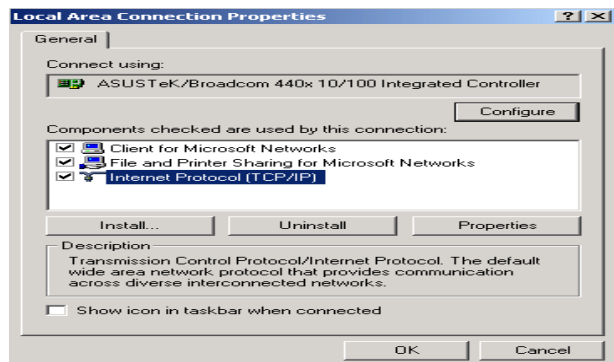 Local Area Connection Properties
General
Connect using:
ASUSTeK/Broadcom 440x 10/100 Integrated Controller
Configure
Components checked are used by this connection:
Client for Microsoft Networks
File and Printer Sharing for Microsoft Networks
Internet Protocol (TCP/IP)
Install... Uninstall Properties
Description
Transmission Control Protocol/Internet Protocol. The default
wide area network protocol that provides communication
across diverse interconnected networks.
Show icon in taskbar when connected
OK Cancel